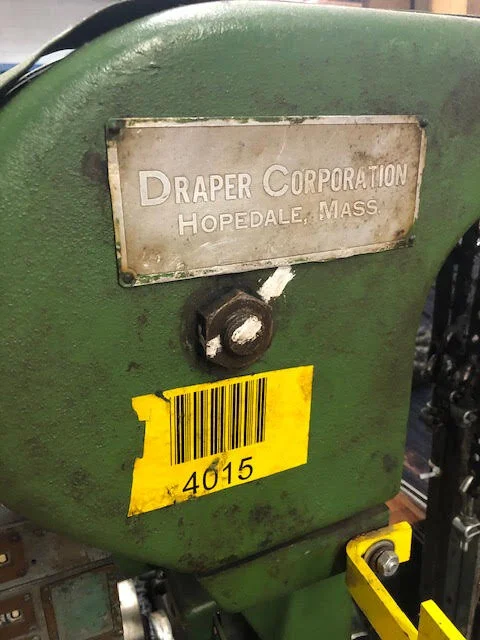 DRAPER CORPORATION
HOPEDALE, MASS.
4015